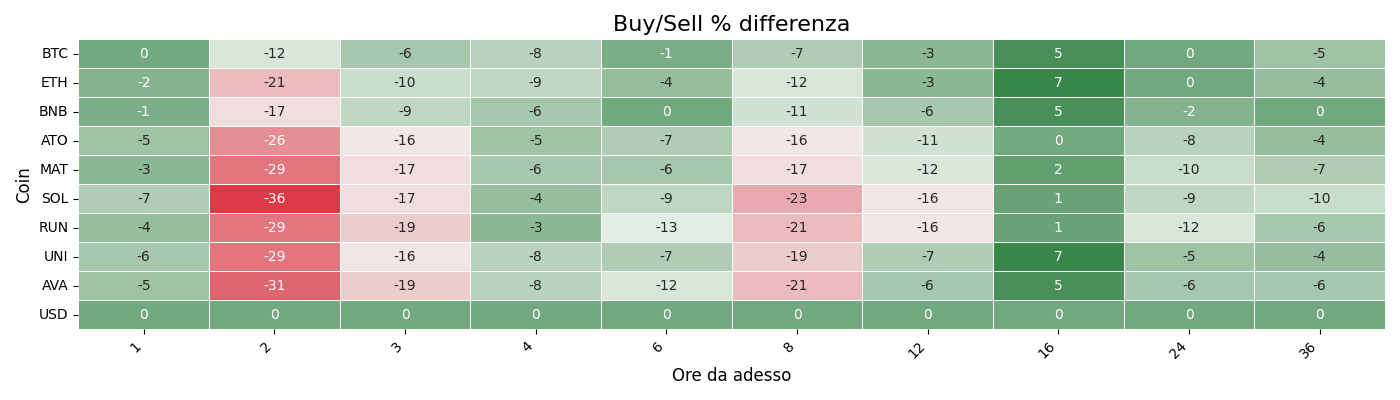 Buy/Sell % differenza
BTC 0 -12 -6 -8 -1 -7 -3 5 0 -5
ETH -2 -21 -10 -9 -4 -12 -3 7 0 -4
BNB -1 -17 -9 -6 0 -11 -6 5 -2 0
ATO -5 -26 -16 -5 -7 -16 -11 0 -8 -4
MAT -3 -29 -17 -6 -6 -17 -12 2 -10 -7
SOL -7 -36 -17 -4 -9 -23 -16 1 -9 -10
RUN -4 -29 -19 -3 -13 -21 -16 1 -12 -6
UNI -6 -29 -16 -8 -7 -19 -7 7 -5 -4
AVA -5 -31 -19 -8 -12 -21 -6 5 -6 -6
USD 0 0 0 0 0 0 0 0 0 0
1 2 3 4 6 8 12 16 24 36
Coin
Ore da adesso